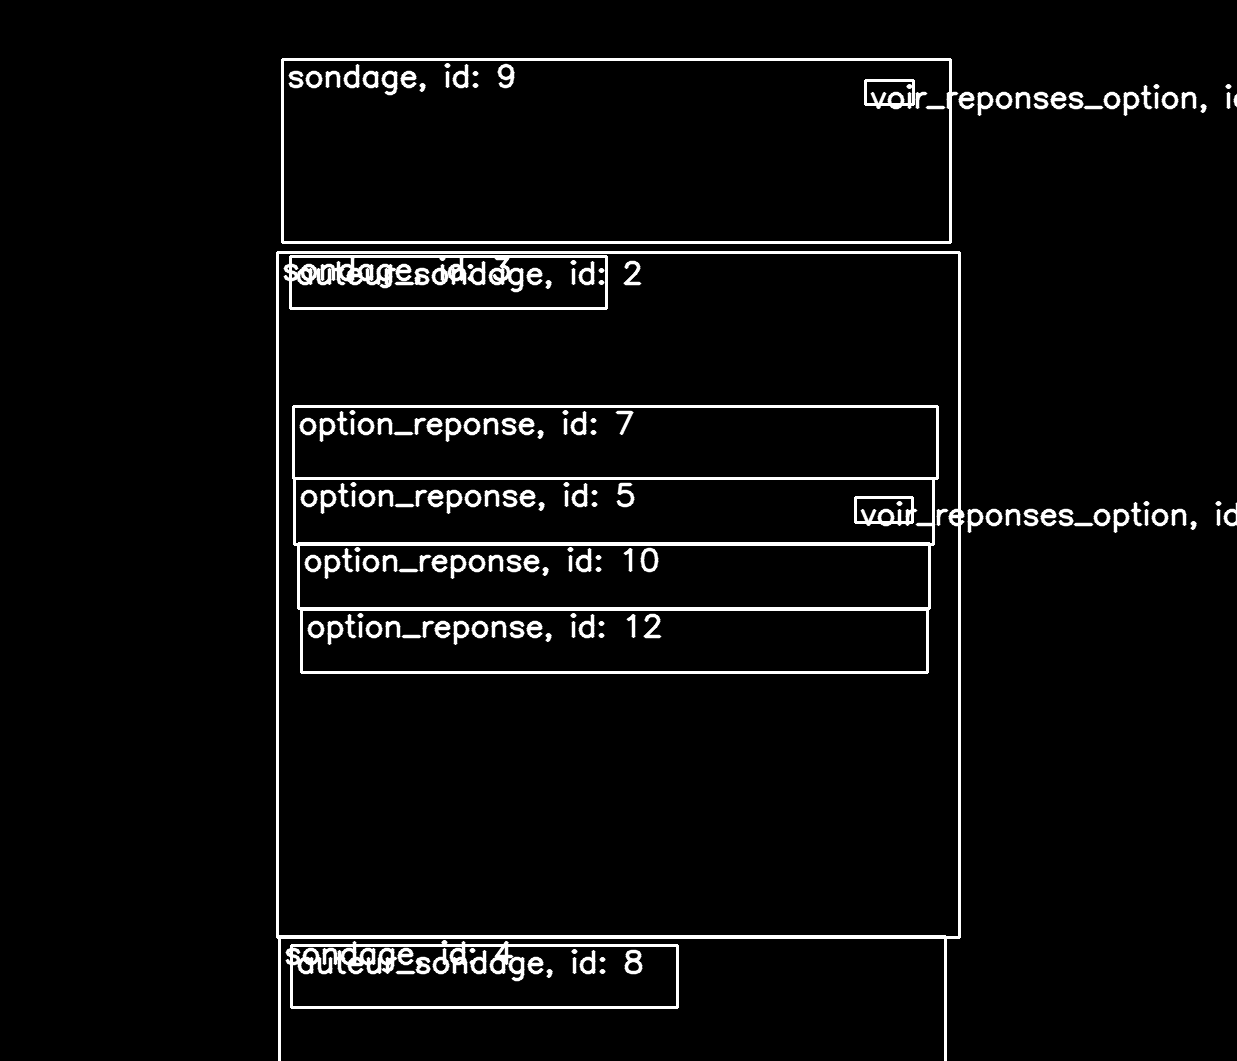 sondage, id: 9
voir_reponses_option, i
sondage, id: 3
auteur_sondage, id: 2
option_reponse, id: 7
option_reponse, id: 5
voir_reponses_option, id
option_reponse, id: 10
option_reponse, id: 12
sondage, id: 4
auteur_sondage, id: 8